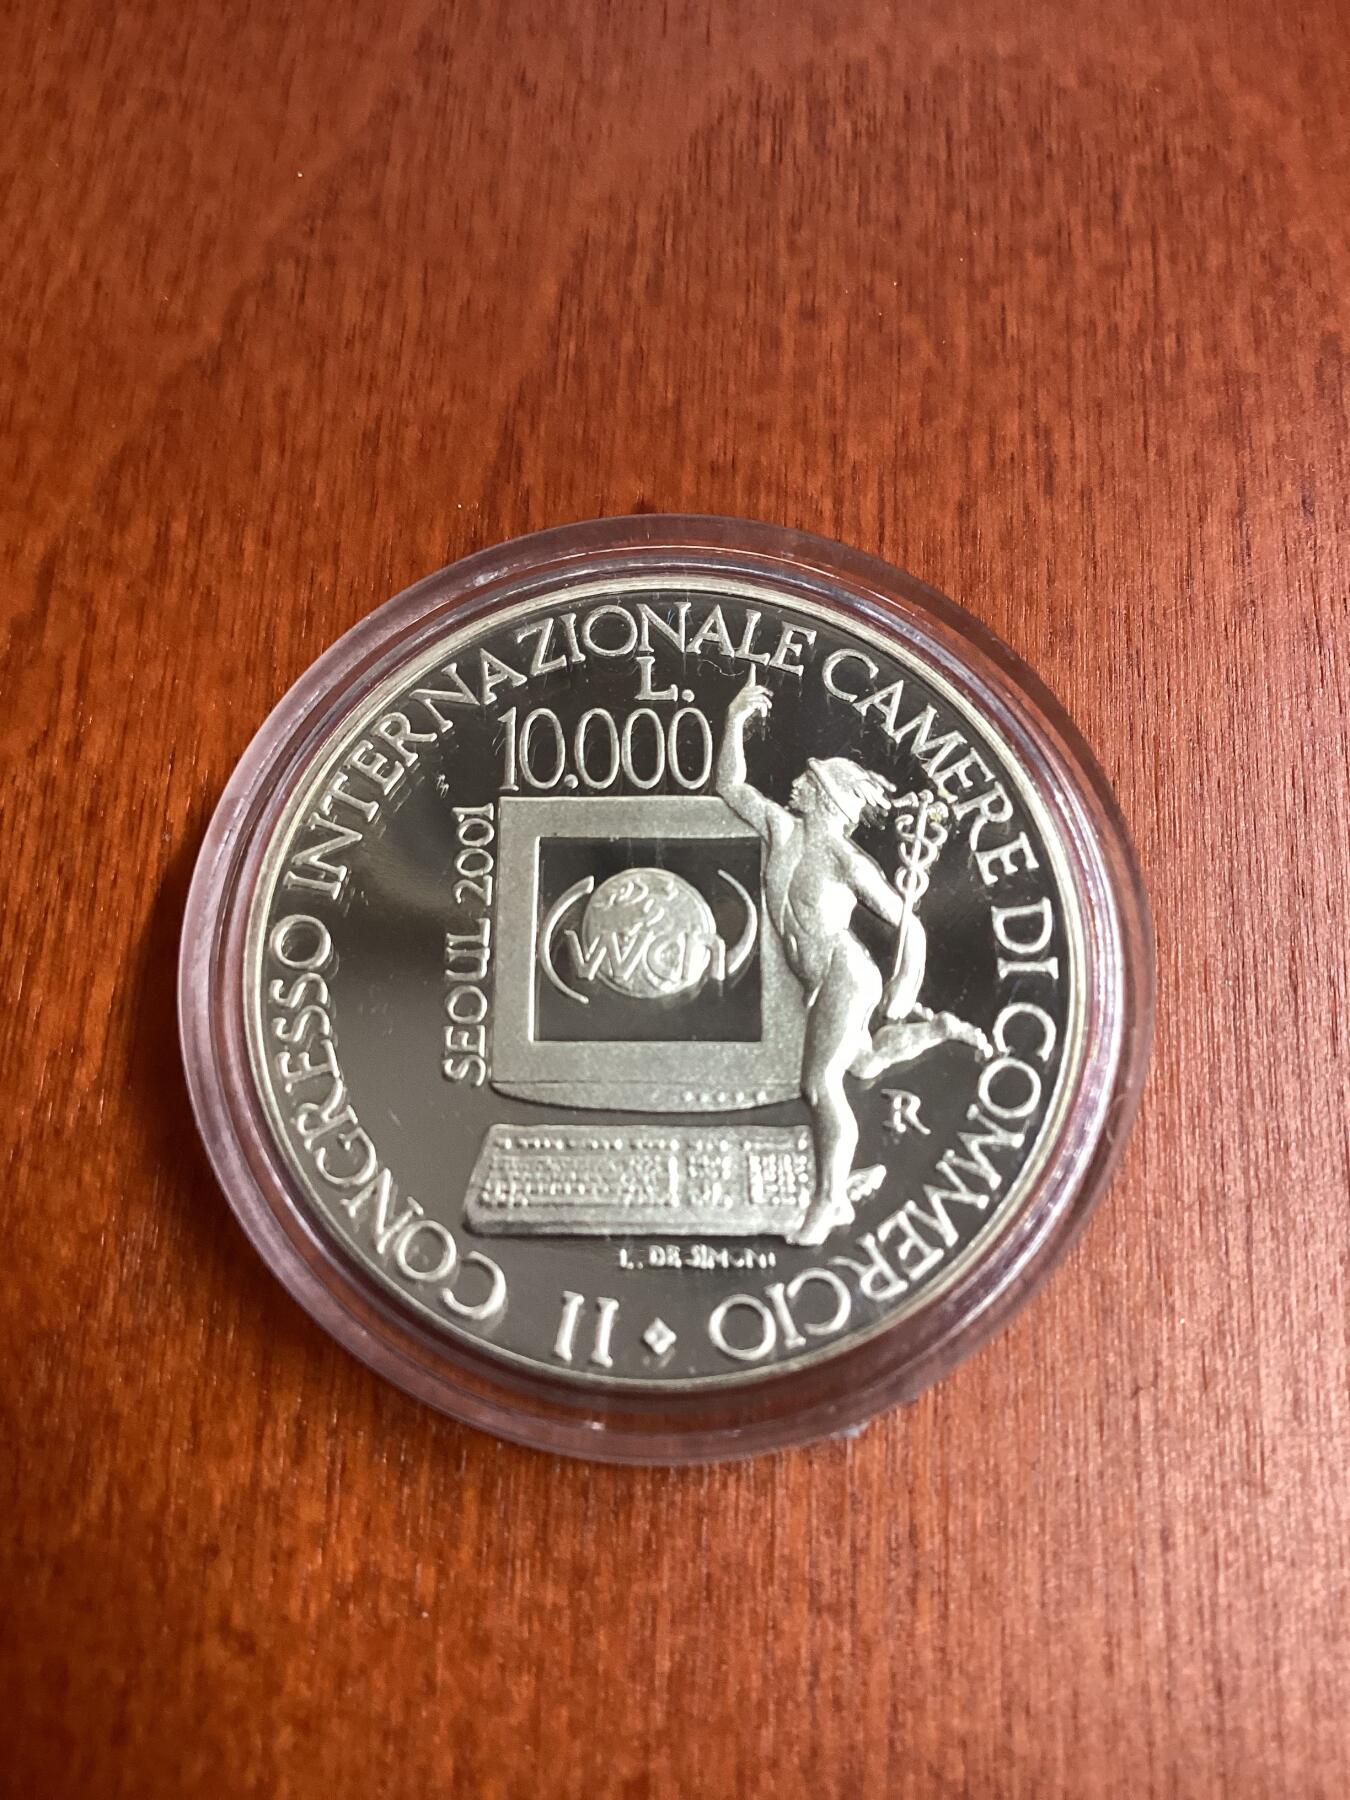 II CONGRESSO INTERNAZIONALE CAMERE DI COMMERCIO
L.
10.000
SEOUL 2001
wcn
R
L. DE SIMONI